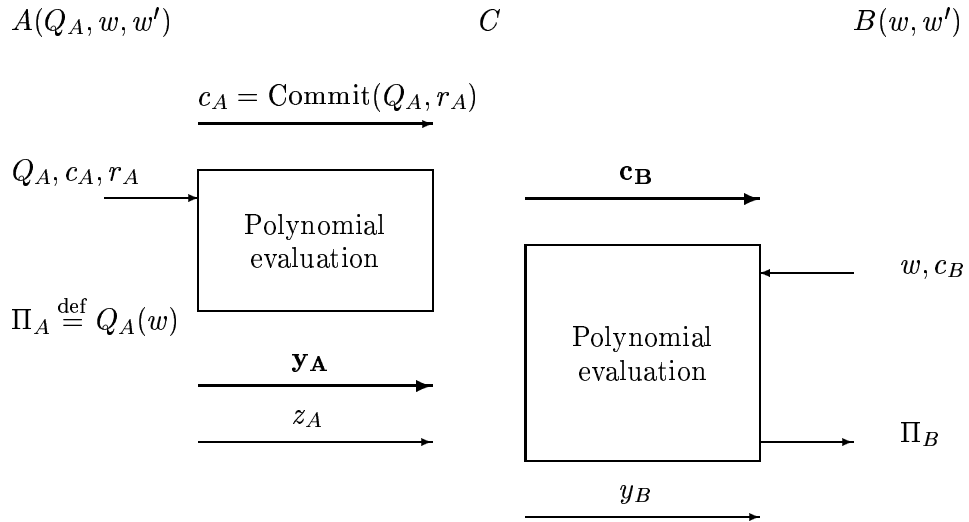 A(Q_A, w, w')
C
B(w, w')
c_A = Commit(Q_A, r_A)
Q_A, c_A, r_A
c_B
Polynomial
evaluation
w, c_B
Π_A def= Q_A(w)
Polynomial
evaluation
y_A
z_A
Π_B
y_B